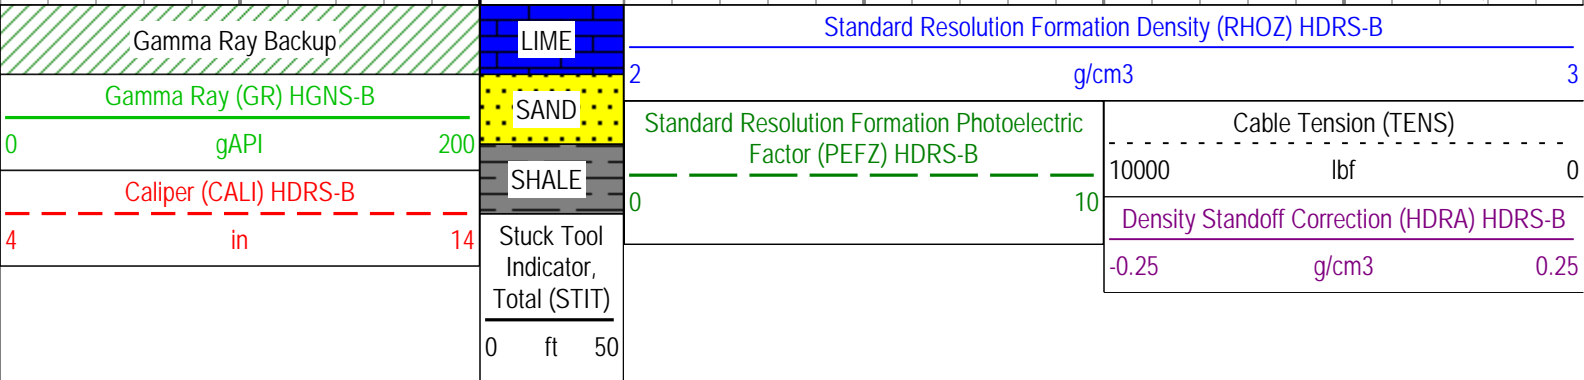 Gamma Ray Backup
Gamma Ray (GR) HGNS-B
0 gAPI 200
Caliper (CALI) HDRS-B
4 in 14
LIME
SAND
SHALE
Stuck Tool
Indicator,
Total (STIT)
0 ft 50
Standard Resolution Formation Density (RHOZ) HDRS-B
2 g/cm3 3
Standard Resolution Formation Photoelectric
Factor (PEFZ) HDRS-B
0 10
Cable Tension (TENS)
10000 lbf 0
Density Standoff Correction (HDRA) HDRS-B
-0.25 g/cm3 0.25